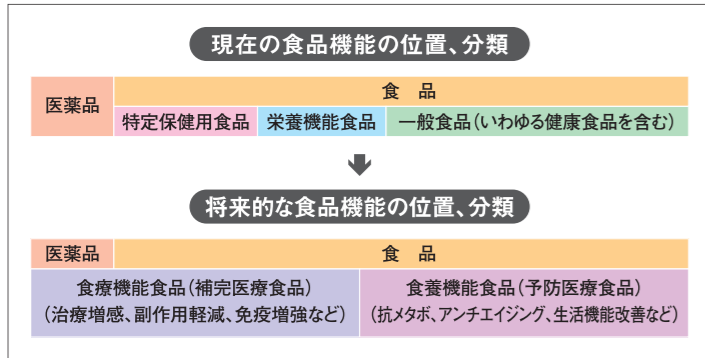 現在の食品機能の位置、分類
医薬品
食 品
特定保健用食品
栄養機能食品
一般食品(いわゆる健康食品を含む)
将来的な食品機能の位置、分類
医薬品
食 品
食療機能食品(補完医療食品)
(治療増感、副作用軽減、免疫増強など)
食養機能食品(予防医療食品)
(抗メタボ、アンチエイジング、生活機能改善など)